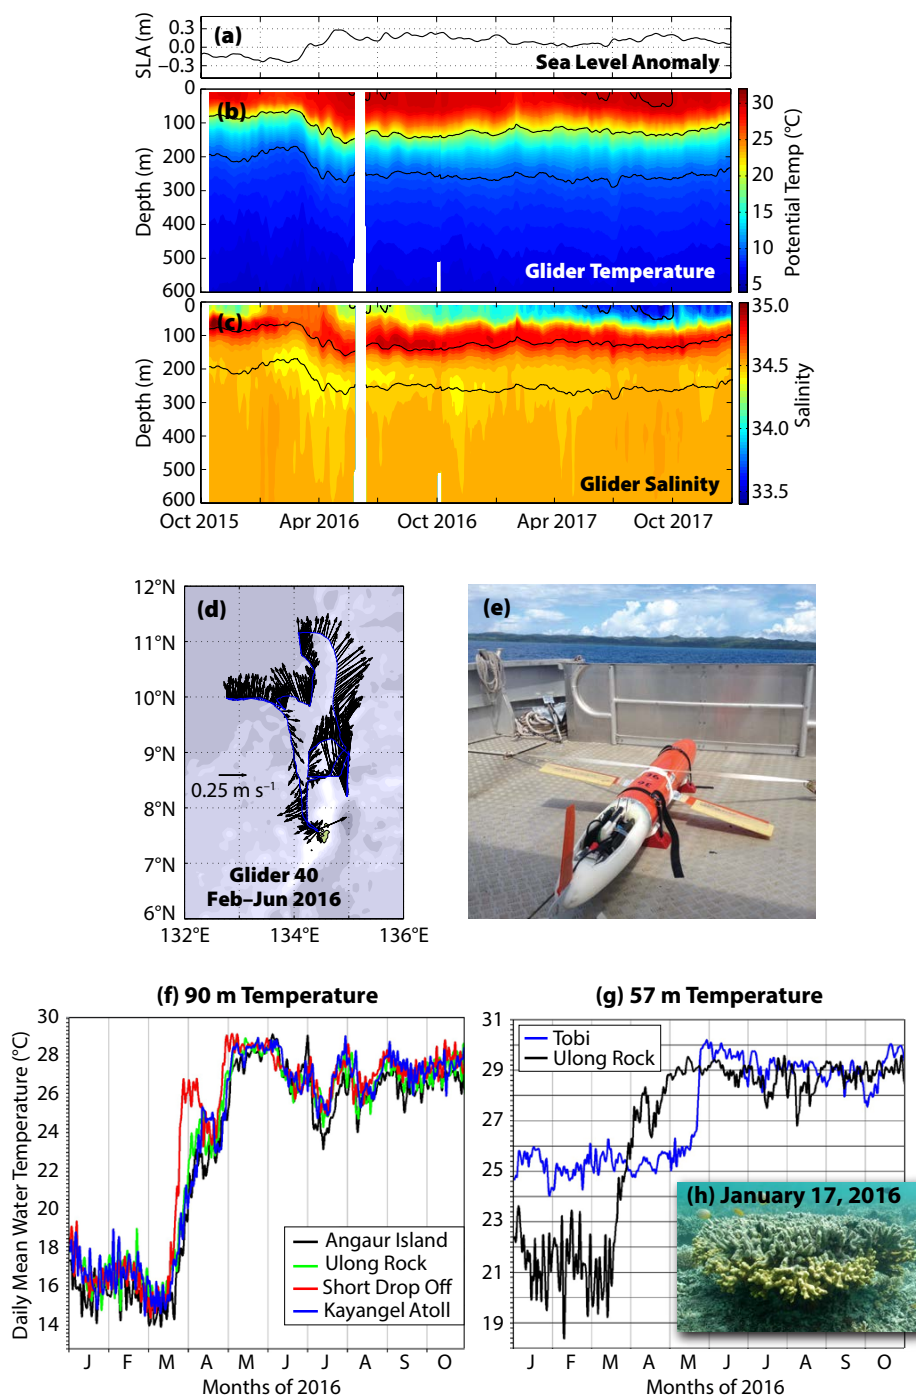 (a)
SLA (m)
0.3
0.0
−0.3
Sea Level Anomaly
(b)
Depth (m)
0
100
200
300
400
500
600
Glider Temperature
30
25
20
15
10
5
Potential Temp (°C)
(c)
Depth (m)
0
100
200
300
400
500
600
Glider Salinity
35.0
34.5
34.0
33.5
Salinity
Oct 2015 Apr 2016 Oct 2016 Apr 2017 Oct 2017
(d)
12°N
11°N
10°N
9°N
8°N
7°N
6°N
0.25 m s⁻¹
Glider 40
Feb–Jun 2016
132°E 134°E 136°E
(e)
(f) 90 m Temperature
Daily Mean Water Temperature (°C)
30
28
26
24
22
20
18
16
14
Angaur Island
Ulong Rock
Short Drop Off
Kayangel Atoll
J F M A M J J A S O
Months of 2016
(g) 57 m Temperature
31
29
27
25
23
21
19
Tobi
Ulong Rock
(h) January 17, 2016
J F M A M J J A S O
Months of 2016